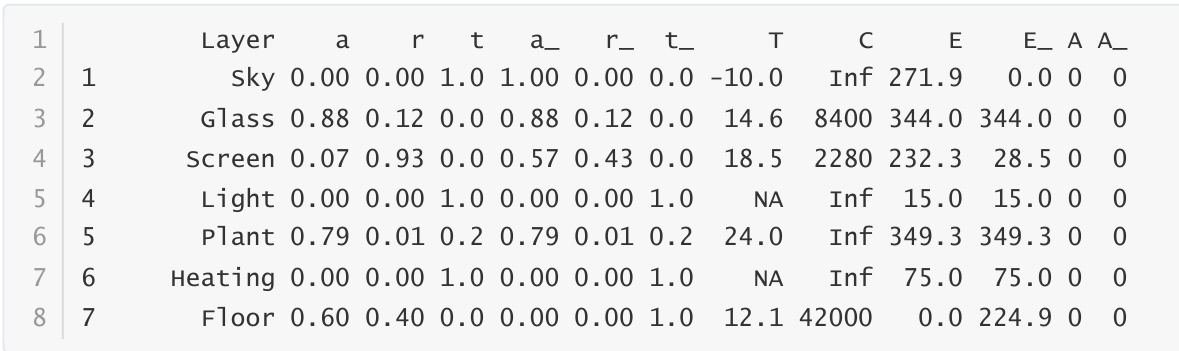 1 Layer a r t a_ r_ t_ T C E E_ A A_
2 1 Sky 0.00 0.00 1.0 1.00 0.00 0.0 -10.0 Inf 271.9 0.0 0 0
3 2 Glass 0.88 0.12 0.0 0.88 0.12 0.0 14.6 8400 344.0 344.0 0 0
4 3 Screen 0.07 0.93 0.0 0.57 0.43 0.0 18.5 2280 232.3 28.5 0 0
5 4 Light 0.00 0.00 1.0 0.00 0.00 1.0 NA Inf 15.0 15.0 0 0
6 5 Plant 0.79 0.01 0.2 0.79 0.01 0.2 24.0 Inf 349.3 349.3 0 0
7 6 Heating 0.00 0.00 1.0 0.00 0.00 1.0 NA Inf 75.0 75.0 0 0
8 7 Floor 0.60 0.40 0.0 0.00 0.00 1.0 12.1 42000 0.0 224.9 0 0